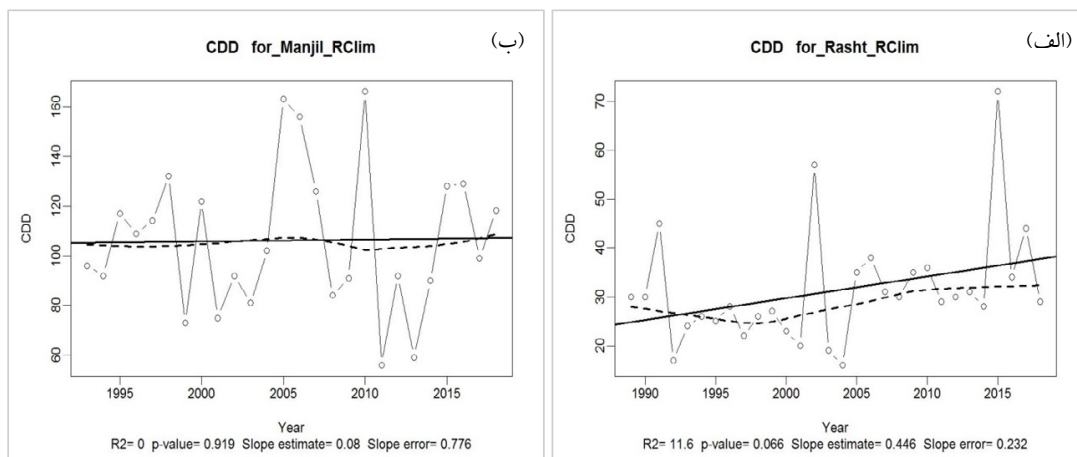 CDD for_Manjil_RClim
(ب)
CDD
160
140
120
100
80
60
1995 2000 2005 2010 2015
Year
R2= 0 p-value= 0.919 Slope estimate= 0.08 Slope error= 0.776
CDD for_Rasht_RClim
(الف)
CDD
70
60
50
40
30
20
1990 1995 2000 2005 2010 2015
Year
R2= 11.6 p-value= 0.066 Slope estimate= 0.446 Slope error= 0.232